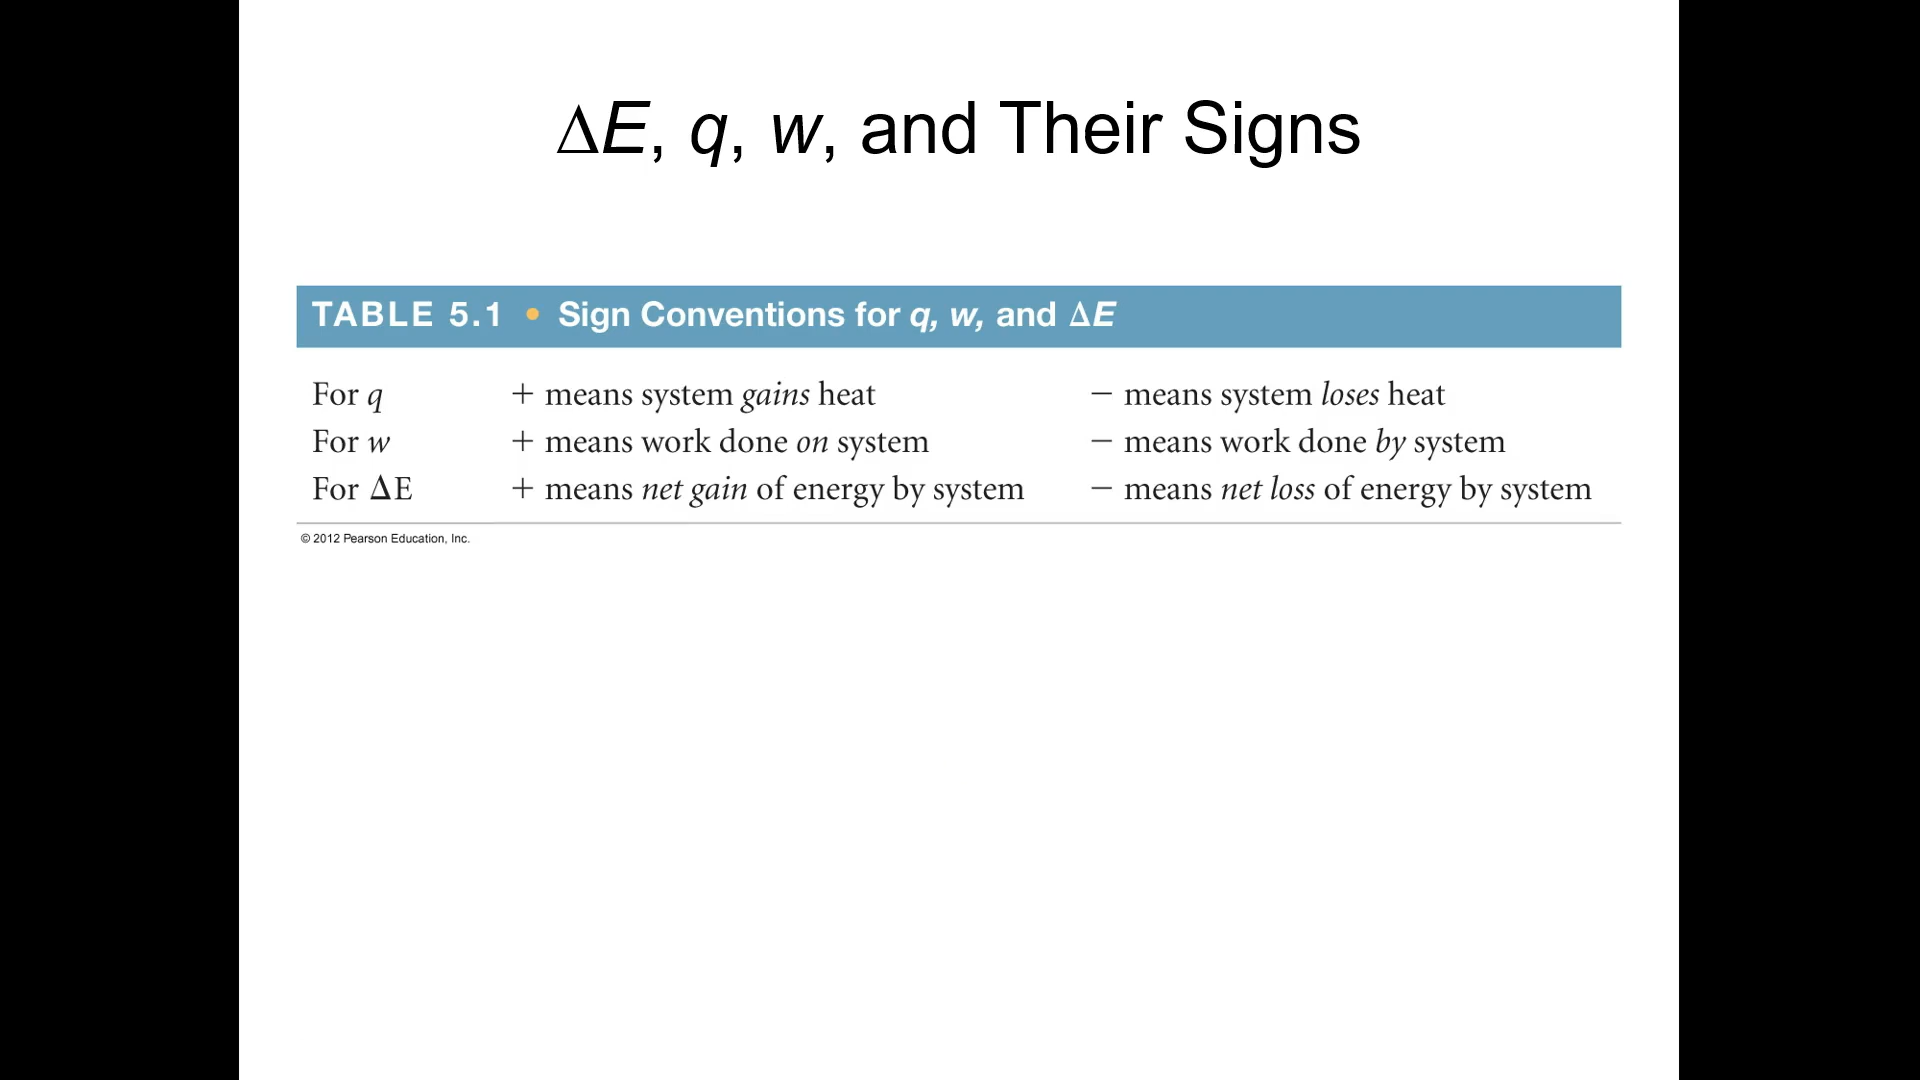 ΔE, q, w, and Their Signs
TABLE 5.1 • Sign Conventions for q, w, and ΔE
For q + means system gains heat − means system loses heat
For w + means work done on system − means work done by system
For ΔE + means net gain of energy by system − means net loss of energy by system
© 2012 Pearson Education, Inc.